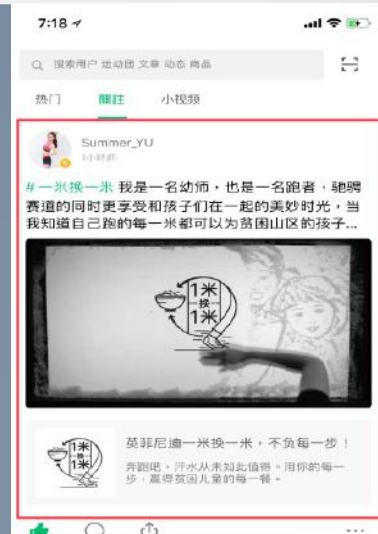 7:18
搜索用户 运动团 文章 动态 商品
热门 關註 小视频
Summer_YU
1小時前
#一米换一米 我是一名幼师，也是一名跑者，驰骋
赛道的同时更享受和孩子们在一起的美妙时光，当
我知道自己跑的每一米都可以为贫困山区的孩子...
1米
换
1米
1米
换
1米
英菲尼迪一米换一米，不负每一步！
奔跑吧，汗水从未如此值得。用你的每一
步，赢得贫困儿童的每一餐。